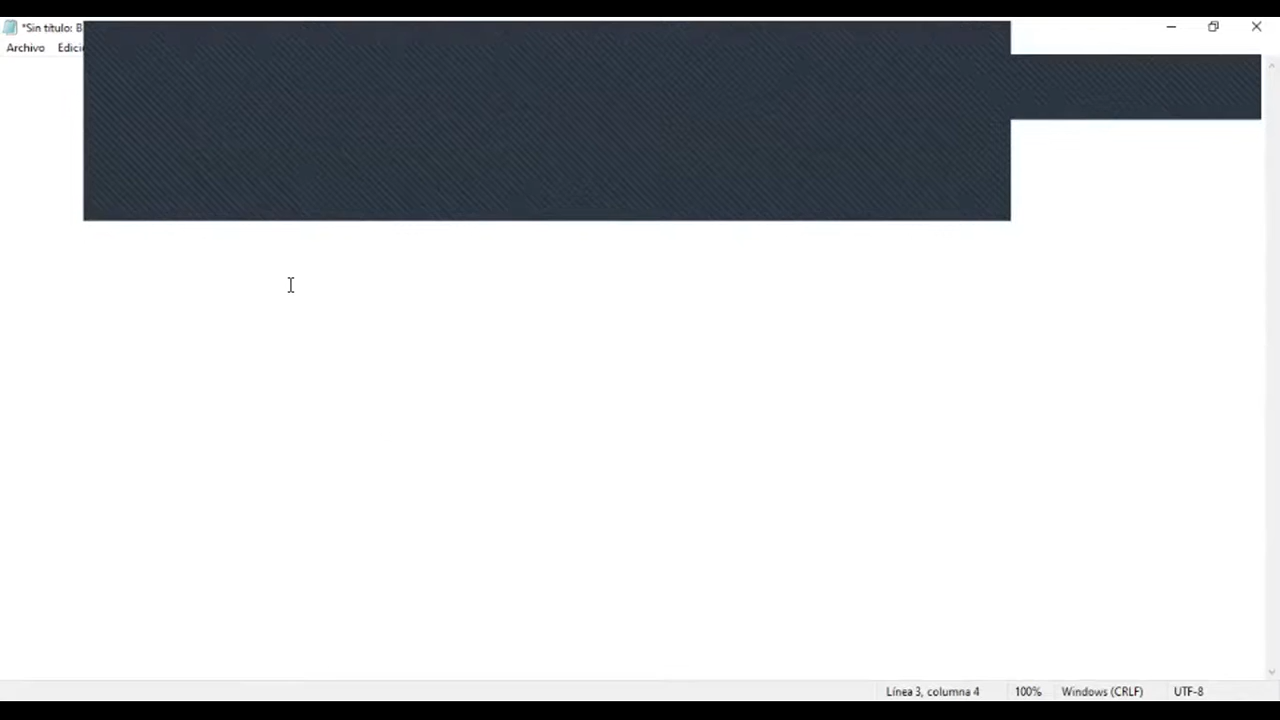 *Sin título: B
Archivo Edici
Línea 3, columna 4 100% Windows (CRLF) UTF-8